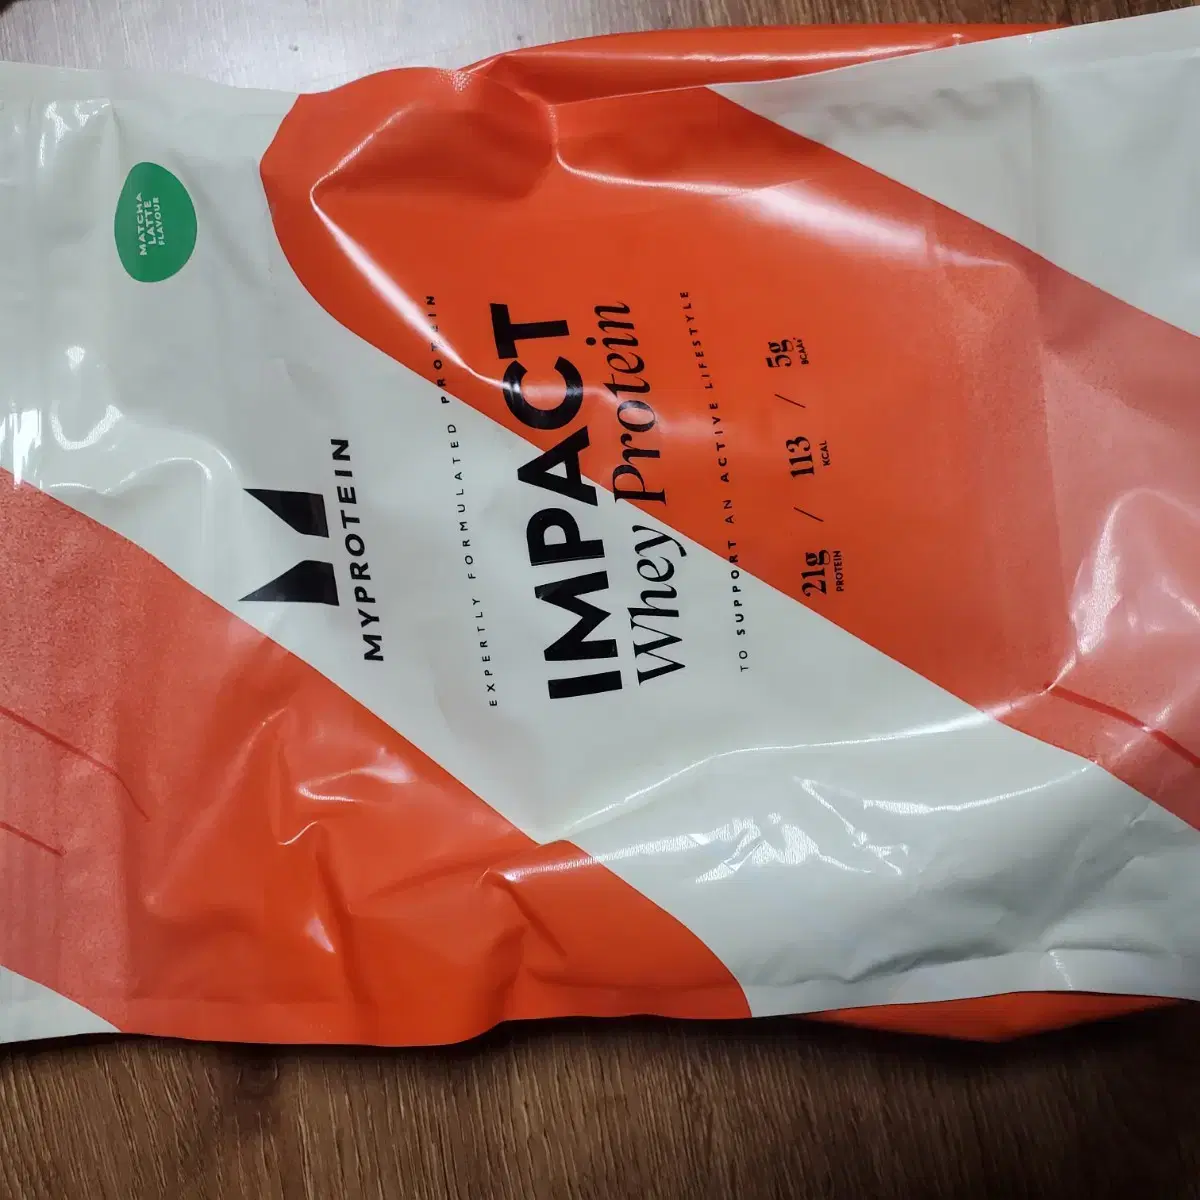 MATCHA
LATTE
FLAVOUR
MYPROTEIN
EXPERTLY FORMULATED PROTEIN
IMPACT
Whey Protein
TO SUPPORT AN ACTIVE LIFESTYLE
21g / 113 / 5g
PROTEIN KCAL BCAAs